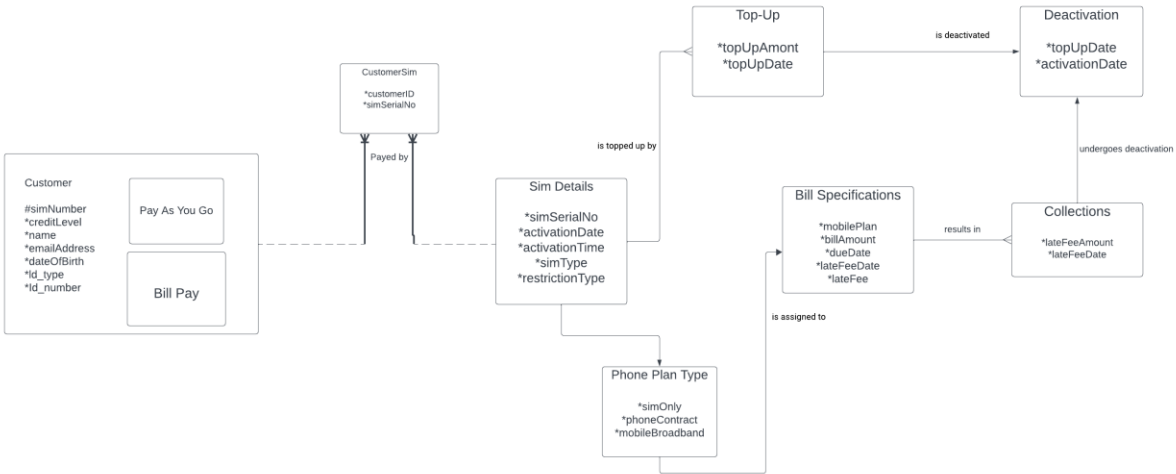 Top-Up
*topUpAmont
*topUpDate
is deactivated
Deactivation
*topUpDate
*activationDate
CustomerSim
*customerID
*simSerialNo
Payed by
is topped up by
undergoes deactivation
Customer
#simNumber
*creditLevel
*name
*emailAddress
*dateOfBirth
*Id_type
*Id_number
Pay As You Go
Bill Pay
Sim Details
*simSerialNo
*activationDate
*activationTime
*simType
*restrictionType
Bill Specifications
*mobilePlan
*billAmount
*dueDate
*lateFeeDate
*lateFee
results in
Collections
*lateFeeAmount
*lateFeeDate
is assigned to
Phone Plan Type
*simOnly
*phoneContract
*mobileBroadband